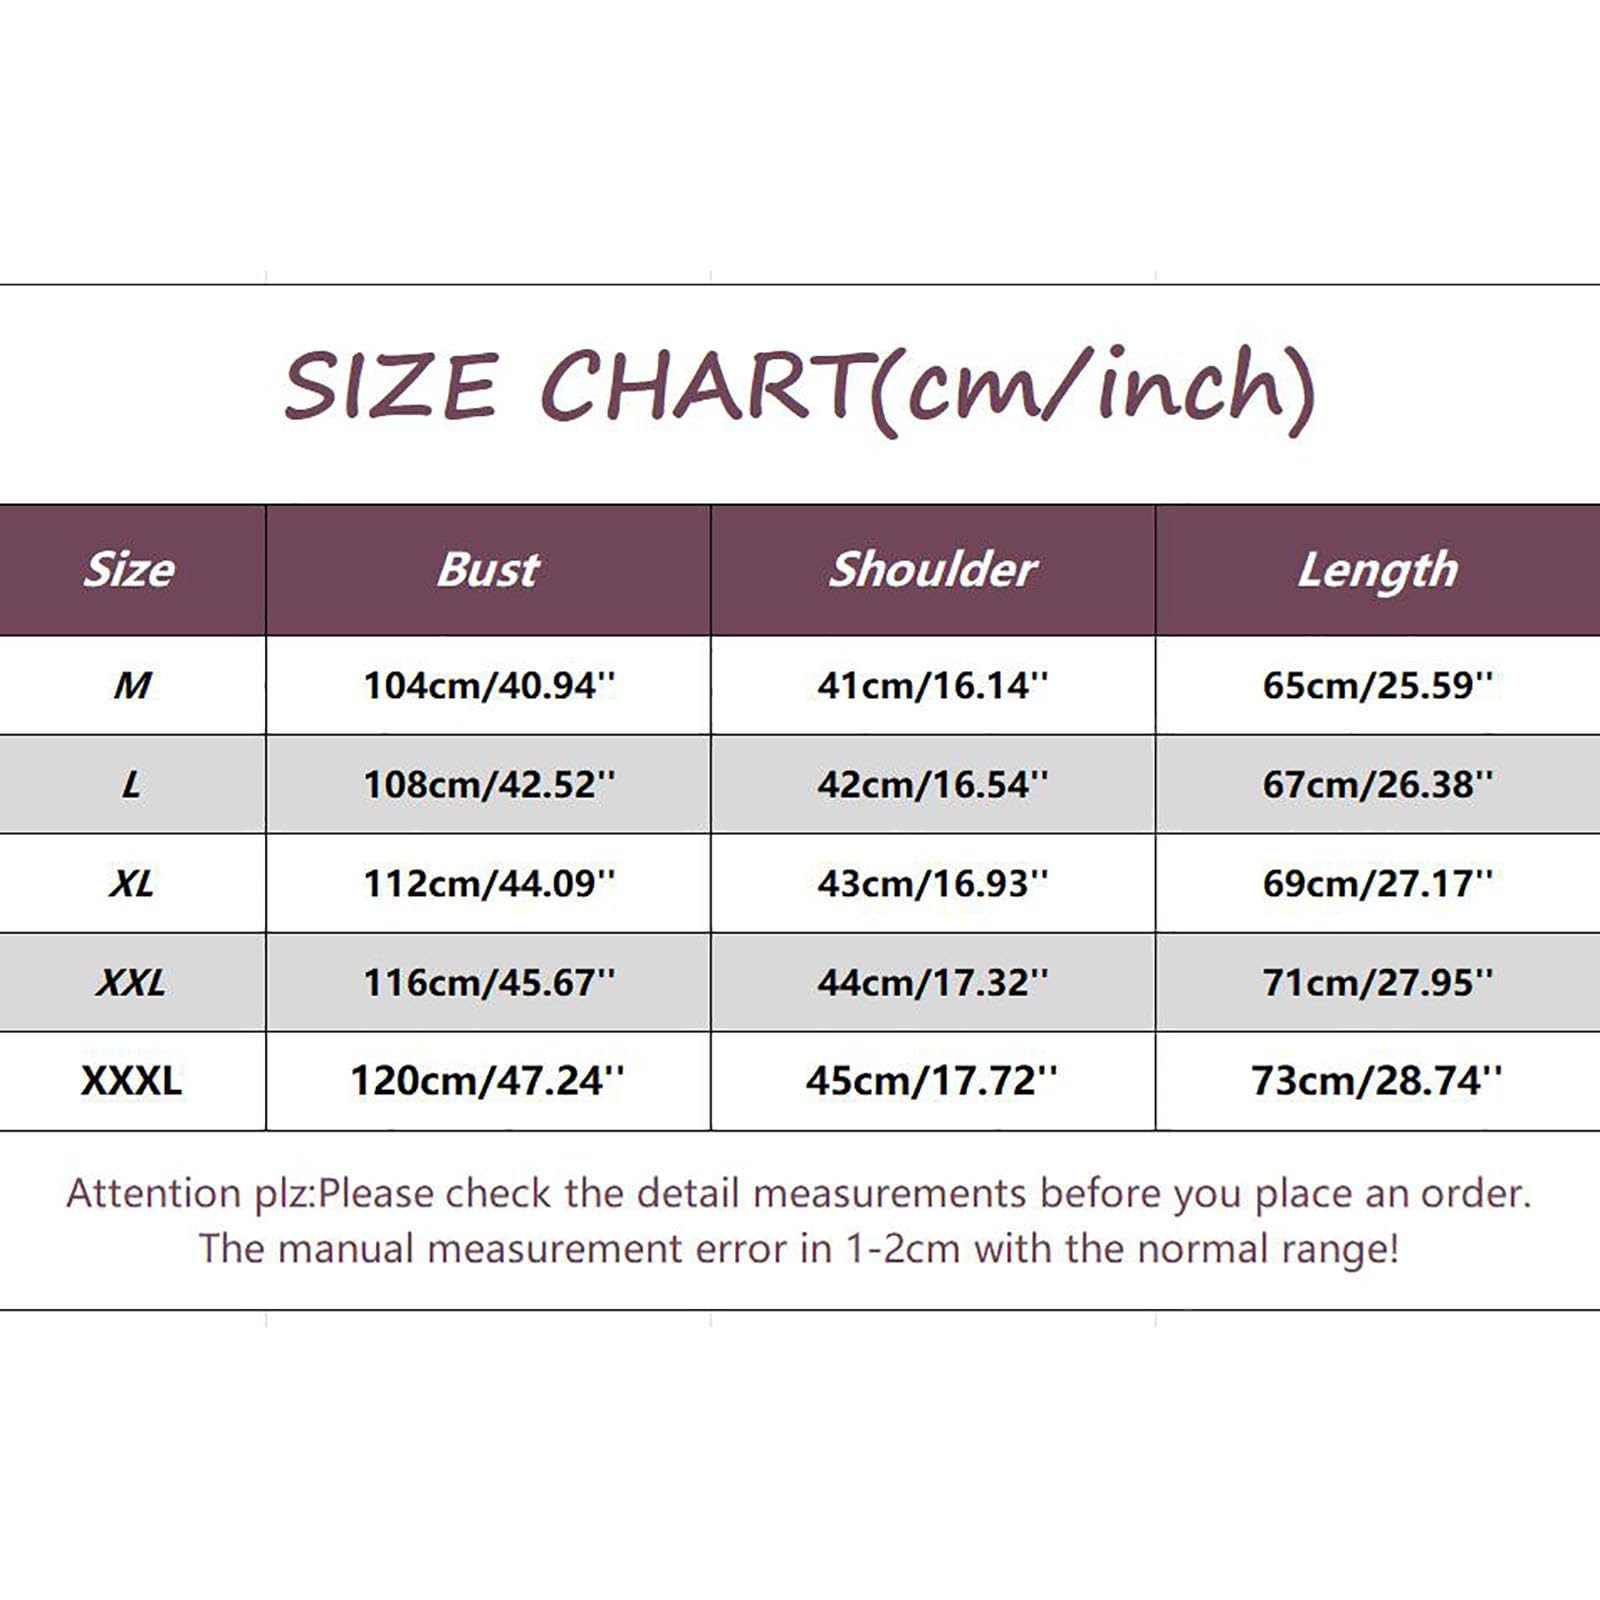 SIZE CHART(cm/inch)
Size Bust Shoulder Length
M 104cm/40.94'' 41cm/16.14'' 65cm/25.59''
L 108cm/42.52'' 42cm/16.54'' 67cm/26.38''
XL 112cm/44.09'' 43cm/16.93'' 69cm/27.17''
XXL 116cm/45.67'' 44cm/17.32'' 71cm/27.95''
XXXL 120cm/47.24'' 45cm/17.72'' 73cm/28.74''
Attention plz:Please check the detail measurements before you place an order.
The manual measurement error in 1-2cm with the normal range!